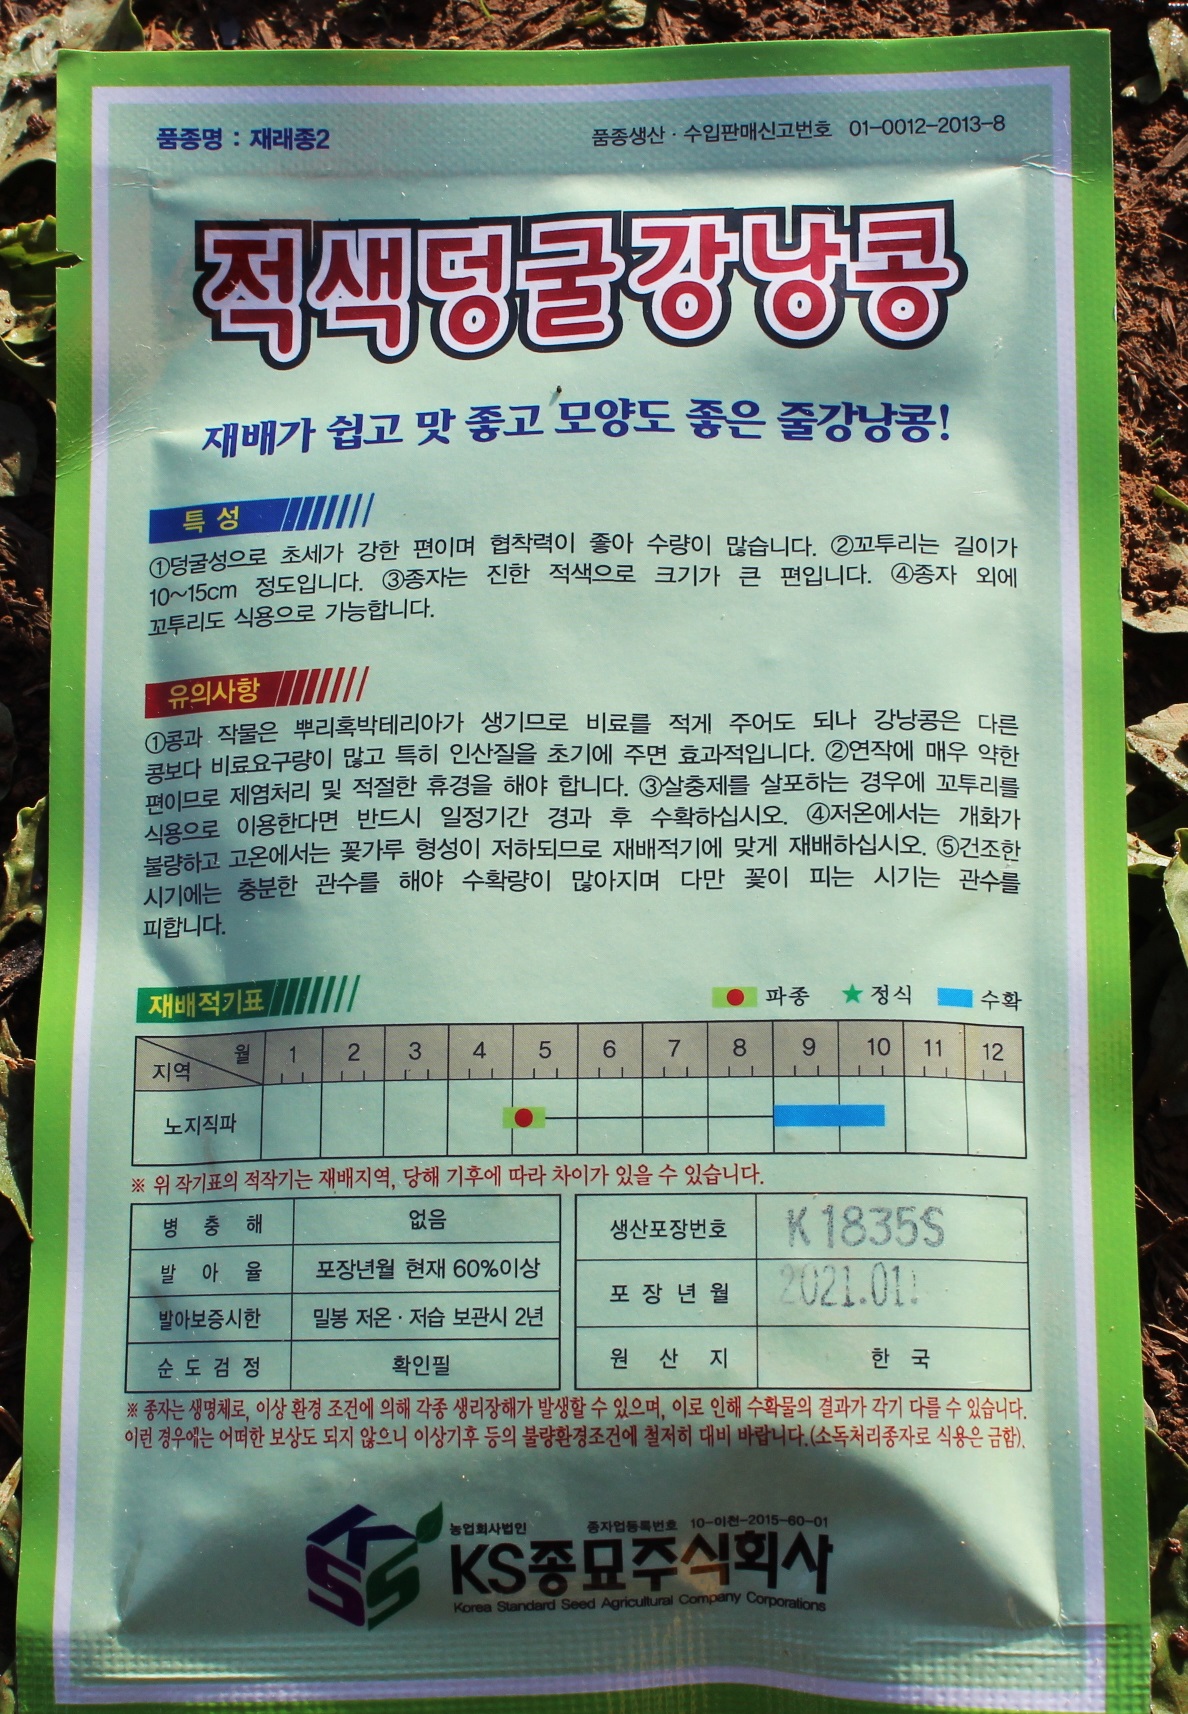 품종명 : 재래종2
품종생산 · 수입판매신고번호 01-0012-2013-8
적색덩굴강낭콩
재배가 쉽고 맛 좋고 모양도 좋은 줄강낭콩!
특성
①덩굴성으로 초세가 강한 편이며 협착력이 좋아 수량이 많습니다. ②꼬투리는 길이가
10~15cm 정도입니다. ③종자는 진한 적색으로 크기가 큰 편입니다. ④종자 외에
꼬투리도 식용으로 가능합니다.
유의사항
①콩과 작물은 뿌리혹박테리아가 생기므로 비료를 적게 주어도 되나 강낭콩은 다른
콩보다 비료요구량이 많고 특히 인산질을 초기에 주면 효과적입니다. ②연작에 매우 약한
편이므로 제염처리 및 적절한 휴경을 해야 합니다. ③살충제를 살포하는 경우에 꼬투리를
식용으로 이용한다면 반드시 일정기간 경과 후 수확하십시오. ④저온에서는 개화가
불량하고 고온에서는 꽃가루 형성이 저하되므로 재배적기에 맞게 재배하십시오. ⑤건조한
시기에는 충분한 관수를 해야 수확량이 많아지며 다만 꽃이 피는 시기는 관수를
피합니다.
재배적기표
파종 ★정식 수확
월 1 2 3 4 5 6 7 8 9 10 11 12
지역
노지직파
※ 위 작기표의 적작기는 재배지역, 당해 기후에 따라 차이가 있을 수 있습니다.
병충해 없음
발아율 포장년월 현재 60%이상
발아보증시한 밀봉 저온 · 저습 보관시 2년
순도검정 확인필
생산포장번호 K1835S
포장년월 2021.01.
원산지 한국
※ 종자는 생명체로, 이상 환경 조건에 의해 각종 생리장해가 발생할 수 있으며, 이로 인해 수확물의 결과가 각기 다를 수 있습니다.
이런 경우에는 어떠한 보상도 되지 않으니 이상기후 등의 불량환경조건에 철저히 대비 바랍니다.(소독처리종자로 식용은 금함).
KSS
농업회사법인 종자업등록번호 10-이천-2015-60-01
KS종묘주식회사
Korea Standard Seed Agricultural Company Corporations